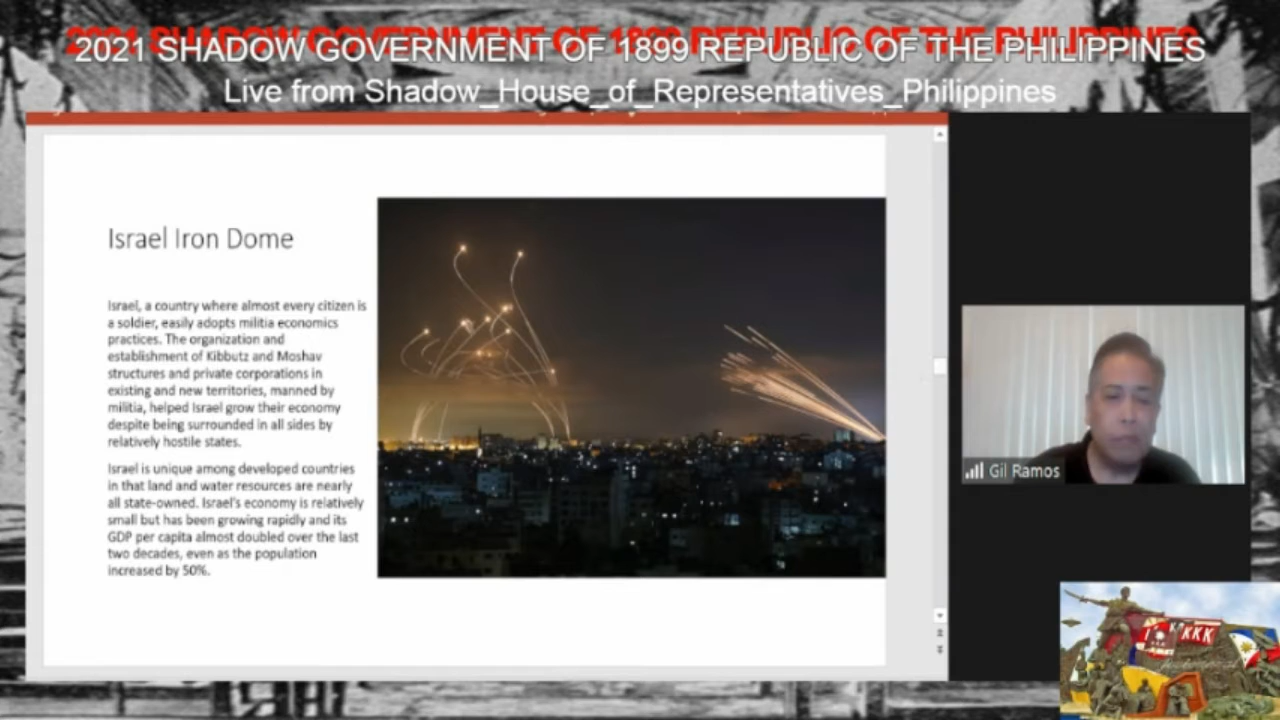 2021 SHADOW GOVERNMENT OF 1899 REPUBLIC OF THE PHILIPPINES
Live from Shadow_House_of_Representatives_Philippines
Israel Iron Dome
Israel, a country where almost every citizen is
a soldier, easily adopts militia economics
practices. The organization and
establishment of Kibbutz and Moshav
structures and private corporations in
existing and new territories, manned by
militia, helped Israel grow their economy
despite being surrounded in all sides by
relatively hostile states.
Israel is unique among developed countries
in that land and water resources are nearly
all state-owned. Israel's economy is relatively
small but has been growing rapidly and its
GDP per capita almost doubled over the last
two decades, even as the population
increased by 50%.
Gil Ramos
KKK